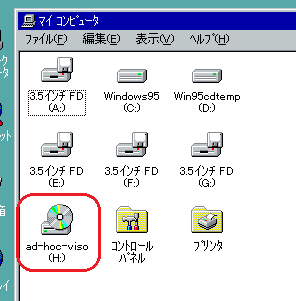 マイ コンピュータ
ファイル(F) 編集(E) 表示(V) ヘルプ(H)
3.5インチ FD
(A:)
Windows95
(C:)
Win95cdtemp
(D:)
3.5インチ FD
(E:)
3.5インチ FD
(F:)
3.5インチ FD
(G:)
ad-hoc-viso
(H:)
コントロール
パネル
プリンタ